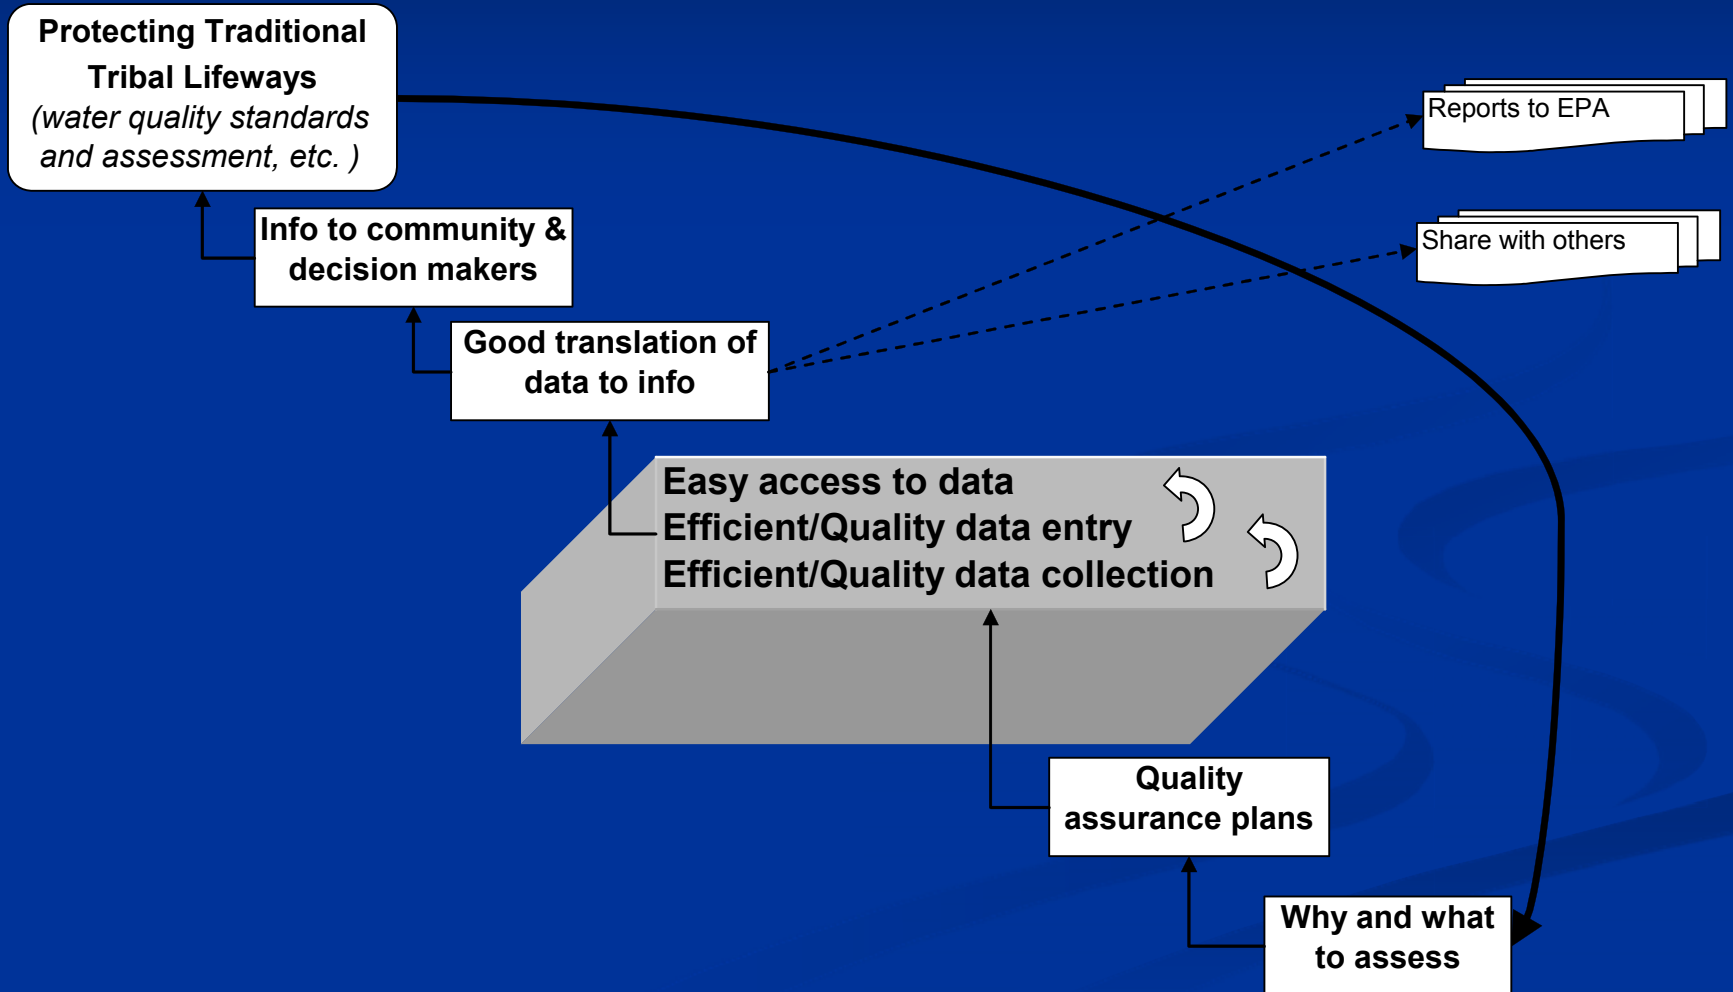 Protecting Traditional
Tribal Lifeways
(water quality standards
and assessment, etc. )
Reports to EPA
Info to community &
decision makers
Share with others
Good translation of
data to info
Easy access to data
Efficient/Quality data entry
Efficient/Quality data collection
Quality
assurance plans
Why and what
to assess